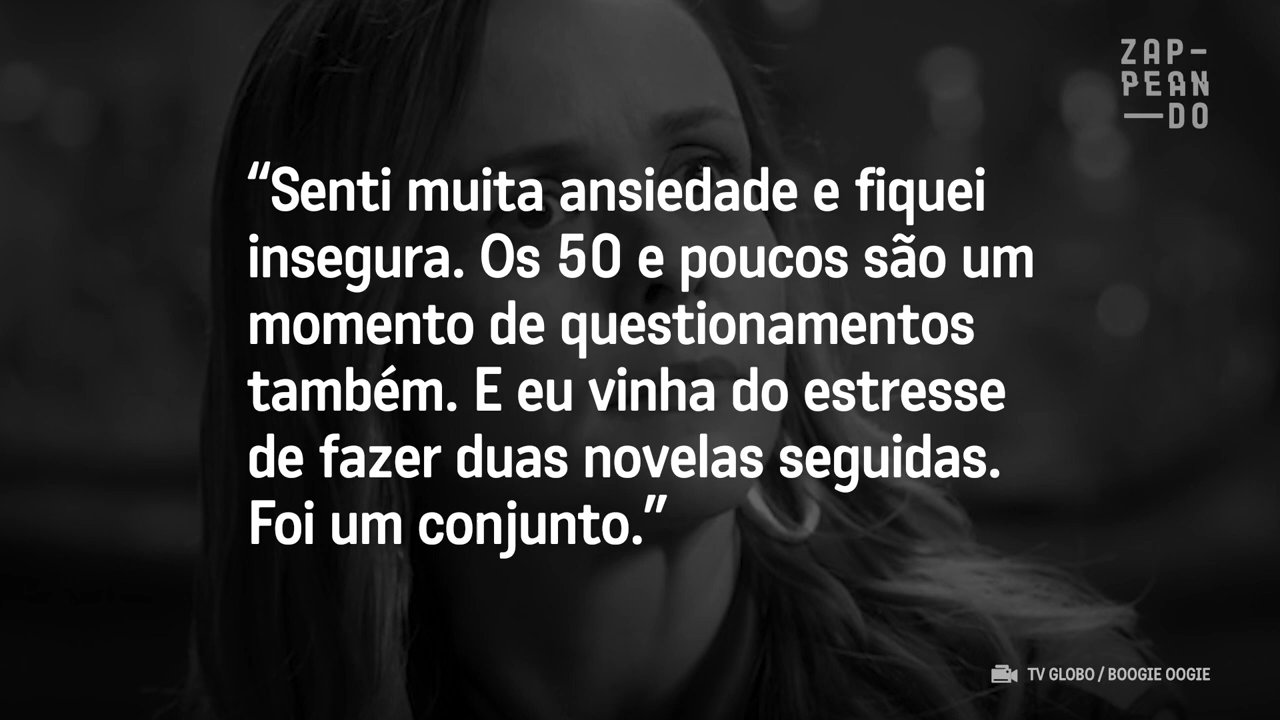 ZAP-
PEAN
—DO
“Senti muita ansiedade e fiquei
insegura. Os 50 e poucos são um
momento de questionamentos
também. E eu vinha do estresse
de fazer duas novelas seguidas.
Foi um conjunto.”
TV GLOBO / BOOGIE OOGIE